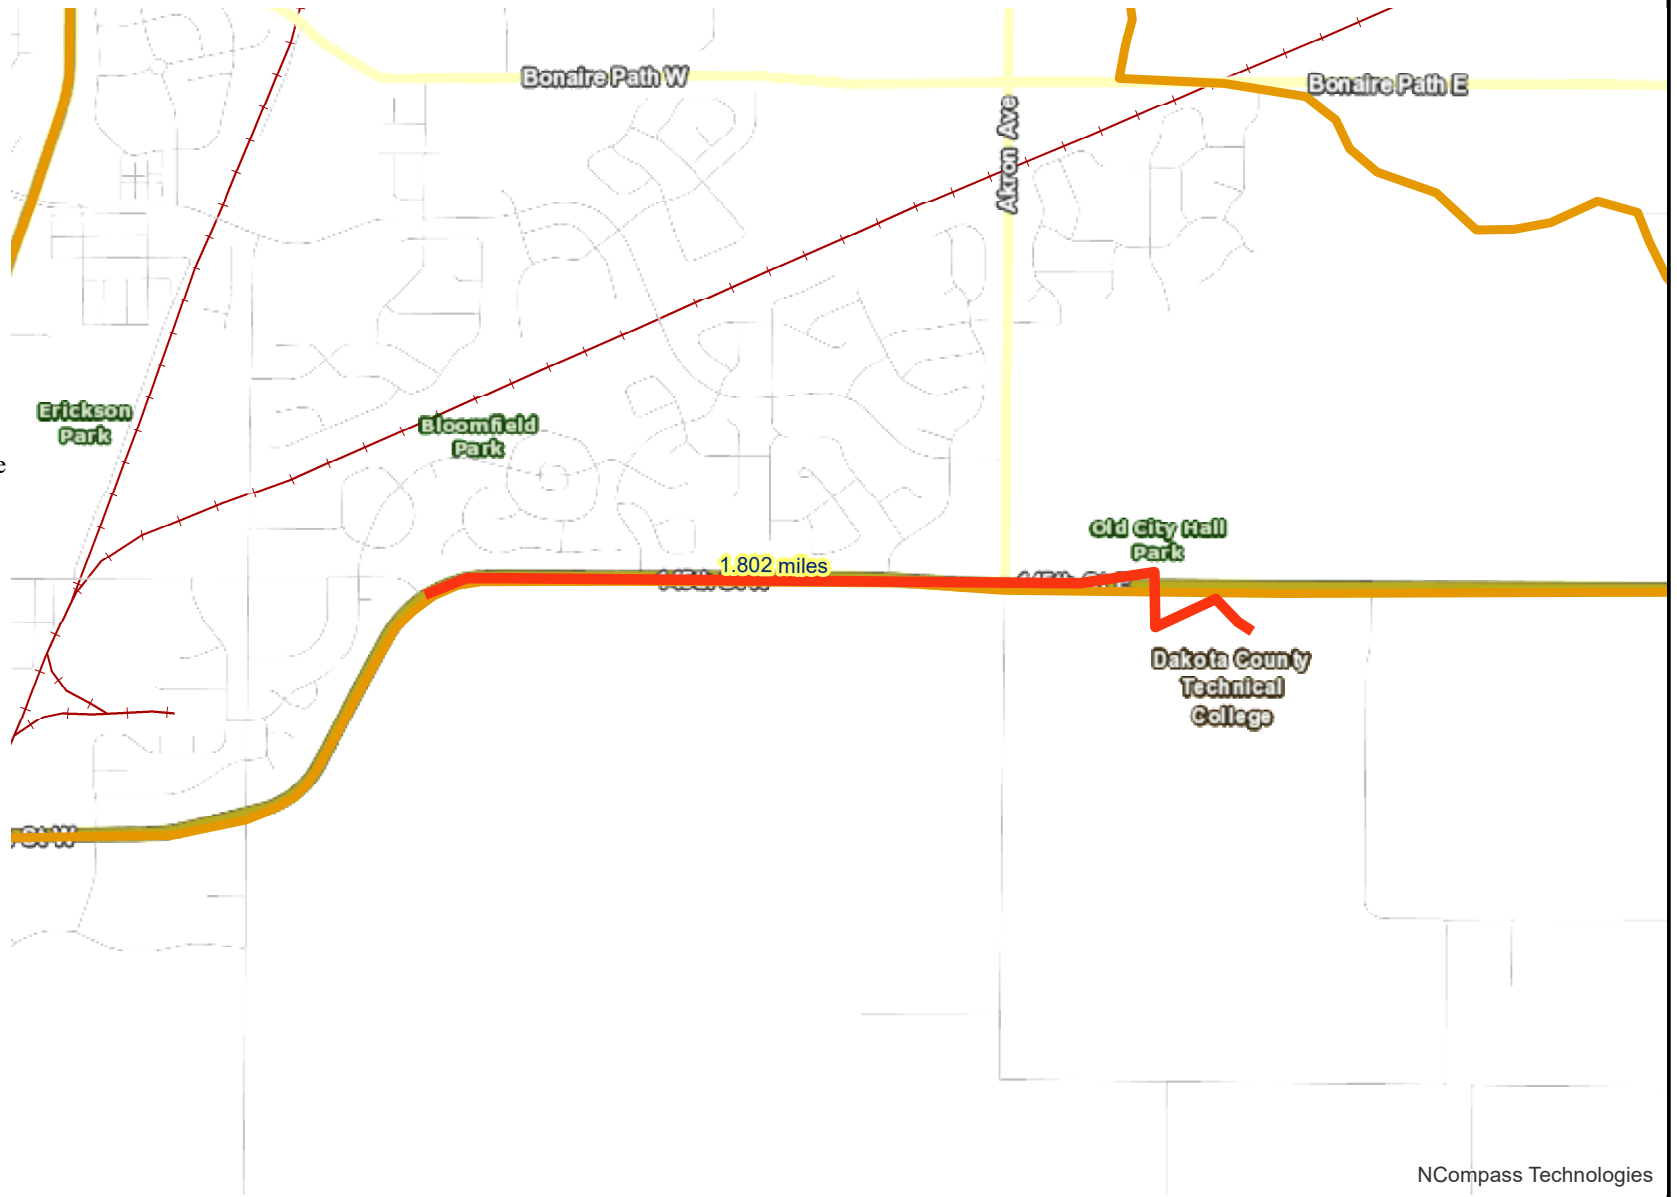 Bonaire Path W
Bonaire Path E
Akron Ave
Erickson
Park
Bloomfield
Park
e
Old City Hall
Park
1.802 miles
Dakota County
Technical
College
St W
NCompass Technologies